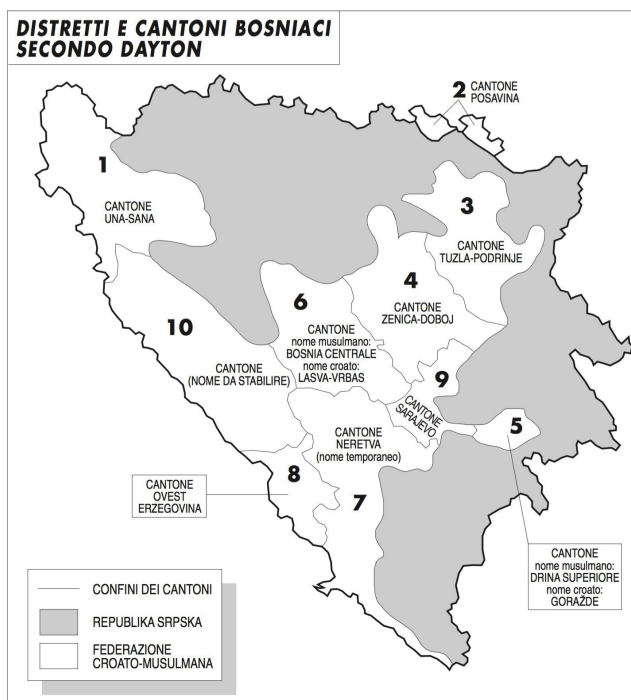 DISTRETTI E CANTONI BOSNIACI
SECONDO DAYTON
2 CANTONE
POSAVINA
1
CANTONE
UNA-SANA
3
CANTONE
TUZLA-PODRINJE
4
CANTONE
ZENICA-DOBOJ
6
CANTONE
nome musulmano:
BOSNIA CENTRALE
nome croato:
LASVA-VRBAS
10
CANTONE
(NOME DA STABILIRE)
9
CANTONE
SARAJEVO
5
CANTONE
NERETVA
(nome temporaneo)
8
7
CANTONE
OVEST
ERZEGOVINA
CANTONE
nome musulmano:
DRINA SUPERIORE
nome croato:
GORAŽDE
CONFINI DEI CANTONI
REPUBLIKA SRPSKA
FEDERAZIONE
CROATO-MUSULMANA